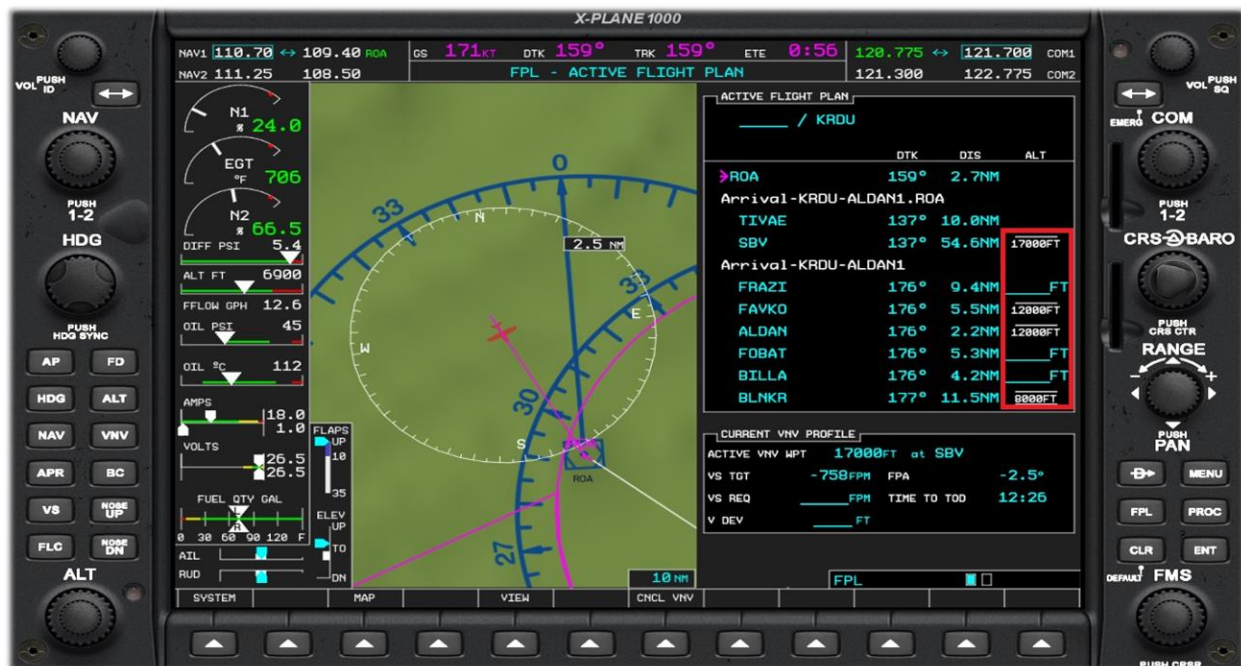 X-PLANE 1000
NAV1 110.70 ↔ 109.40 ROA
NAV2 111.25 108.50
GS 171KT DTK 159° TRK 159° ETE 0:56
FPL - ACTIVE FLIGHT PLAN
120.775 ↔ 121.700 COM1
121.300 122.775 COM2
VOL PUSH ID
NAV
PUSH 1-2
HDG
PUSH HDG SYNC
AP FD
HDG ALT
NAV VNV
APR BC
VS NOSE UP
FLC NOSE DN
ALT
N1 % 24.0
EGT °F 706
N2 % 66.5
DIFF PSI 5.4
ALT FT 6900
FFLOW GPH 12.6
OIL PSI 45
OIL °C 112
AMPS 18.0
1.0
VOLTS 26.5
26.5
FUEL QTY GAL
L
R
0 30 60 90 120 F
AIL
RUD
FLAPS
UP
10
35
ELEV
UP
TO
DN
0
33
N
2.5 NM
33
E
W
30
S
ROA
27
10 NM
ACTIVE FLIGHT PLAN
_____ / KRDU
DTK DIS ALT
ROA 159° 2.7NM
Arrival-KRDU-ALDAN1.ROA
TIVAE 137° 10.0NM
SBV 137° 54.6NM 17000FT
Arrival-KRDU-ALDAN1
FRAZI 176° 9.4NM _____FT
FAVKO 176° 5.5NM 12000FT
ALDAN 176° 2.2NM 12000FT
FOBAT 176° 5.3NM _____FT
BILLA 176° 4.2NM _____FT
BLNKR 177° 11.5NM 8000FT
CURRENT VNV PROFILE
ACTIVE VNV WPT 17000FT at SBV
VS TGT -758FPM FPA -2.5°
VS REQ _____FPM TIME TO TOD 12:26
V DEV _____FT
FPL
SYSTEM MAP VIEW CNCL VNV
VOL PUSH SQ
EMERG COM
PUSH 1-2
CRS BARO
PUSH CRS CTR
RANGE
- +
PUSH PAN
D MENU
FPL PROC
CLR ENT
DEFAULT FMS
PUSH CRSR